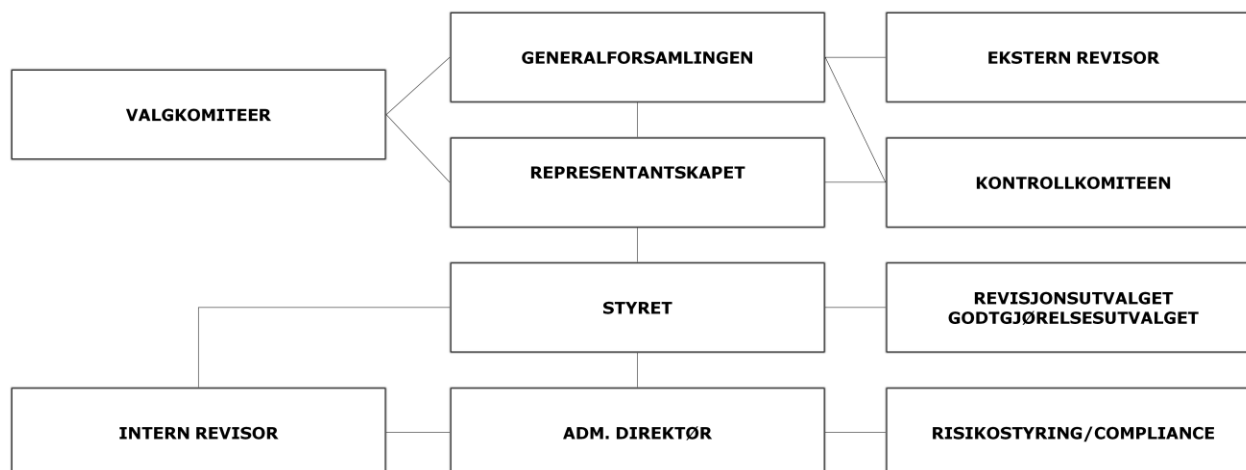 GENERALFORSAMLINGEN
EKSTERN REVISOR
VALGKOMITEER
REPRESENTANTSKAPET
KONTROLLKOMITEEN
STYRET
REVISJONSUTVALGET
GODTGJØRELSESUTVALGET
INTERN REVISOR
ADM. DIREKTØR
RISIKOSTYRING/COMPLIANCE